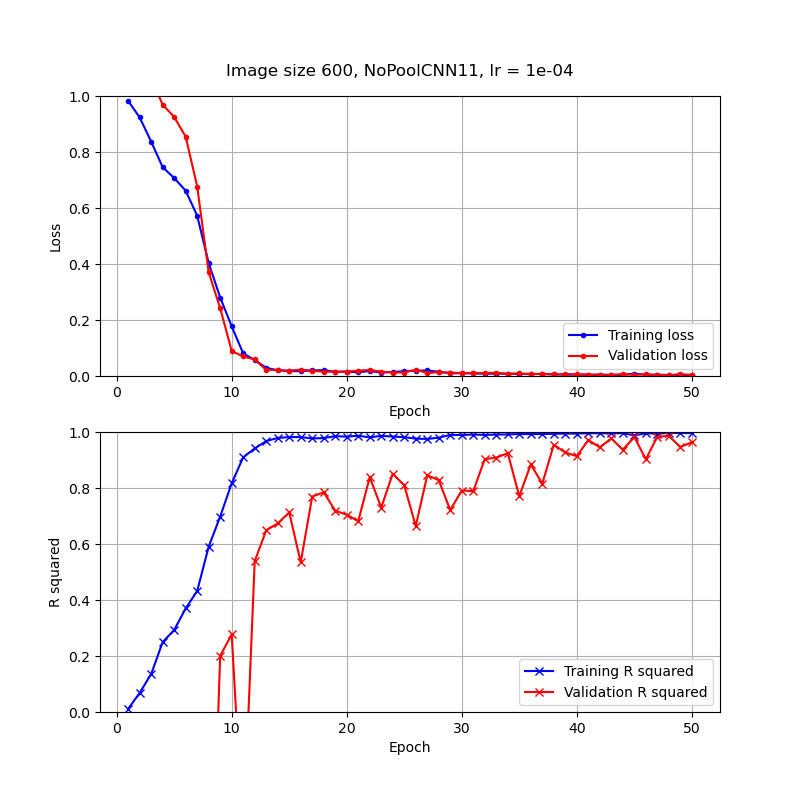 Image size 600, NoPoolCNN11, lr = 1e-04
1.0
0.8
0.6
0.4
0.2
0.0
Loss
Training loss
Validation loss
0 10 20 30 40 50
Epoch
1.0
0.8
0.6
0.4
0.2
0.0
R squared
Training R squared
Validation R squared
0 10 20 30 40 50
Epoch